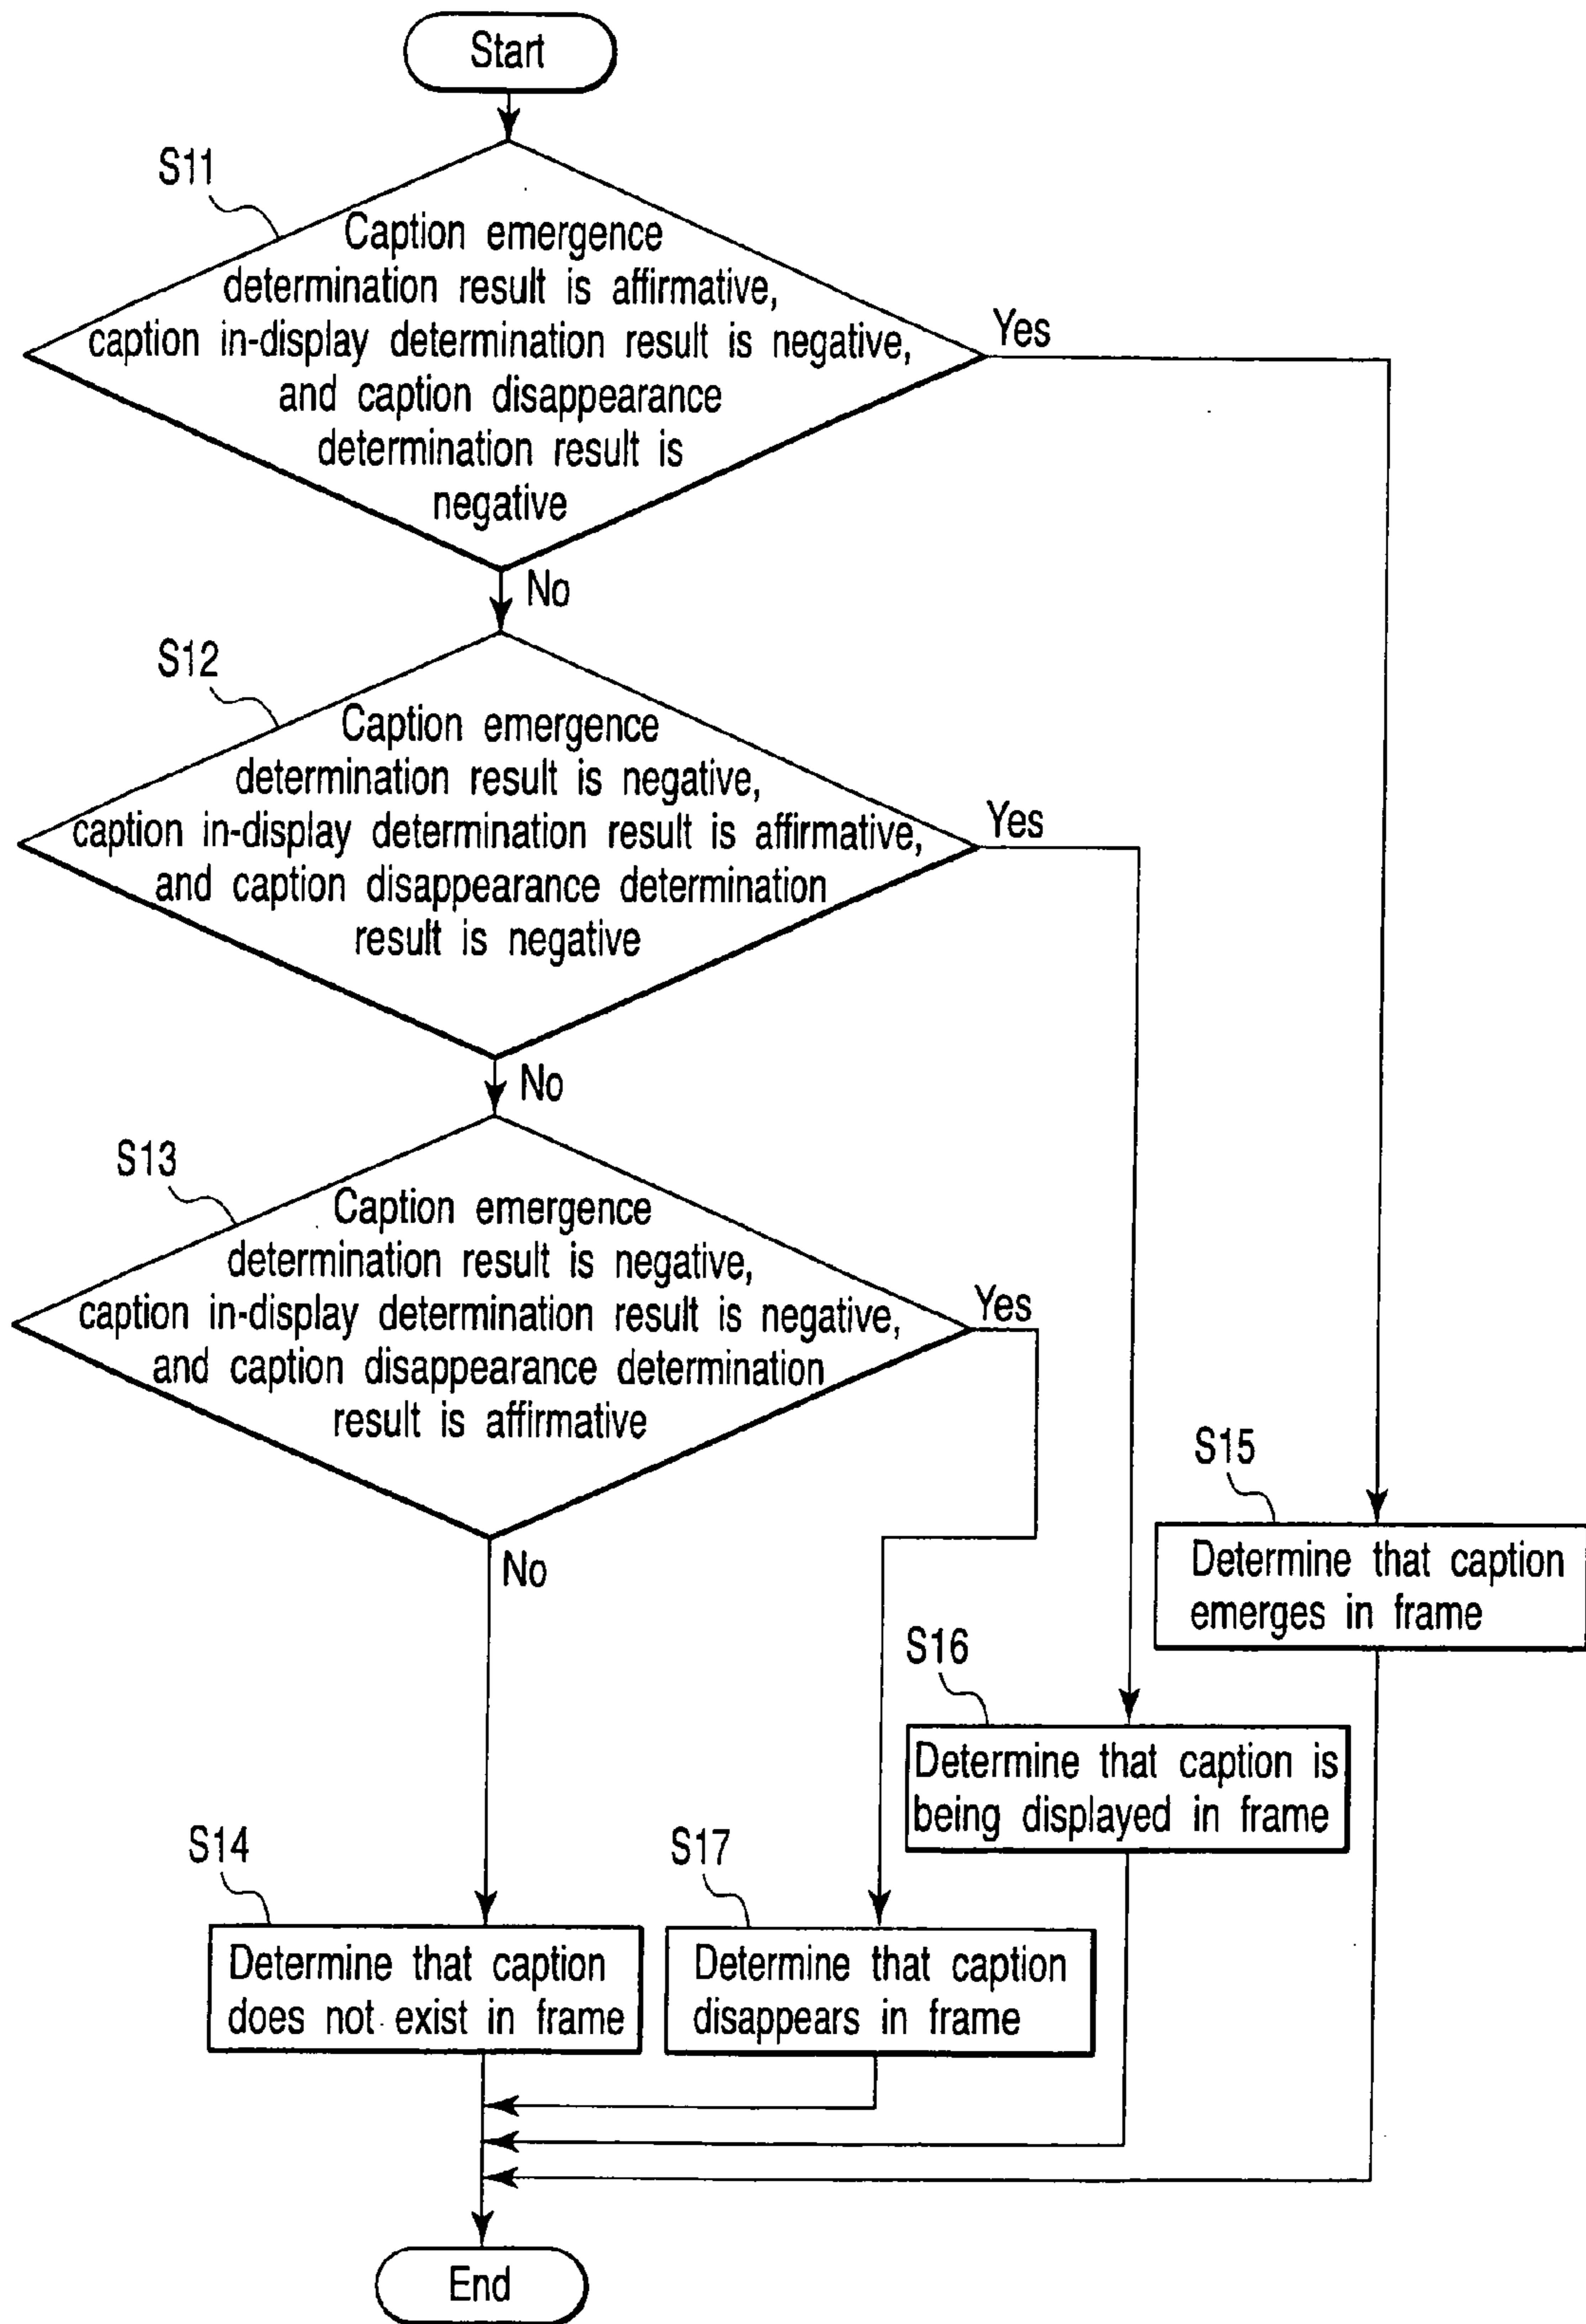 Start
S11
Caption emergence
determination result is affirmative,
caption in-display determination result is negative,
and caption disappearance
determination result is
negative
Yes
No
S12
Caption emergence
determination result is negative,
caption in-display determination result is affirmative,
and caption disappearance determination
result is negative
Yes
No
S13
Caption emergence
determination result is negative,
caption in-display determination result is negative,
and caption disappearance determination
result is affirmative
Yes
No
S15
Determine that caption
emerges in frame
S16
Determine that caption is
being displayed in frame
S14
Determine that caption
does not exist in frame
S17
Determine that caption
disappears in frame
End